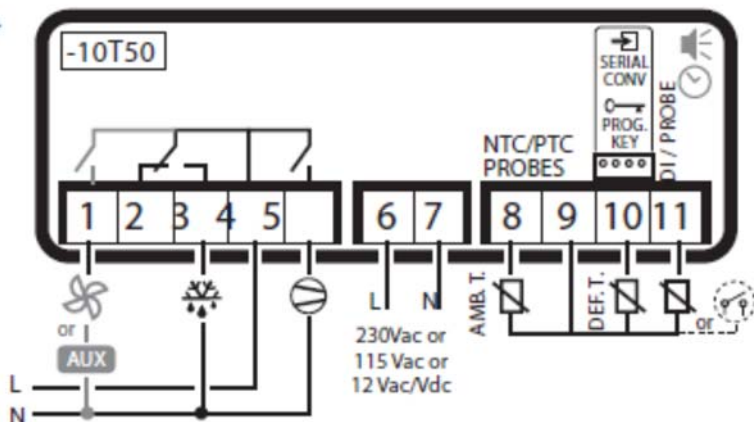 -10T50
SERIAL
CONV
PROG.
KEY
DI / PROBE
NTC/PTC
PROBES
1 2 3 4 5
6 7
8 9 10 11
AMB. T.
DEF. T.
or
or
AUX
L N
230Vac or
115 Vac or
12 Vac/Vdc
L
N